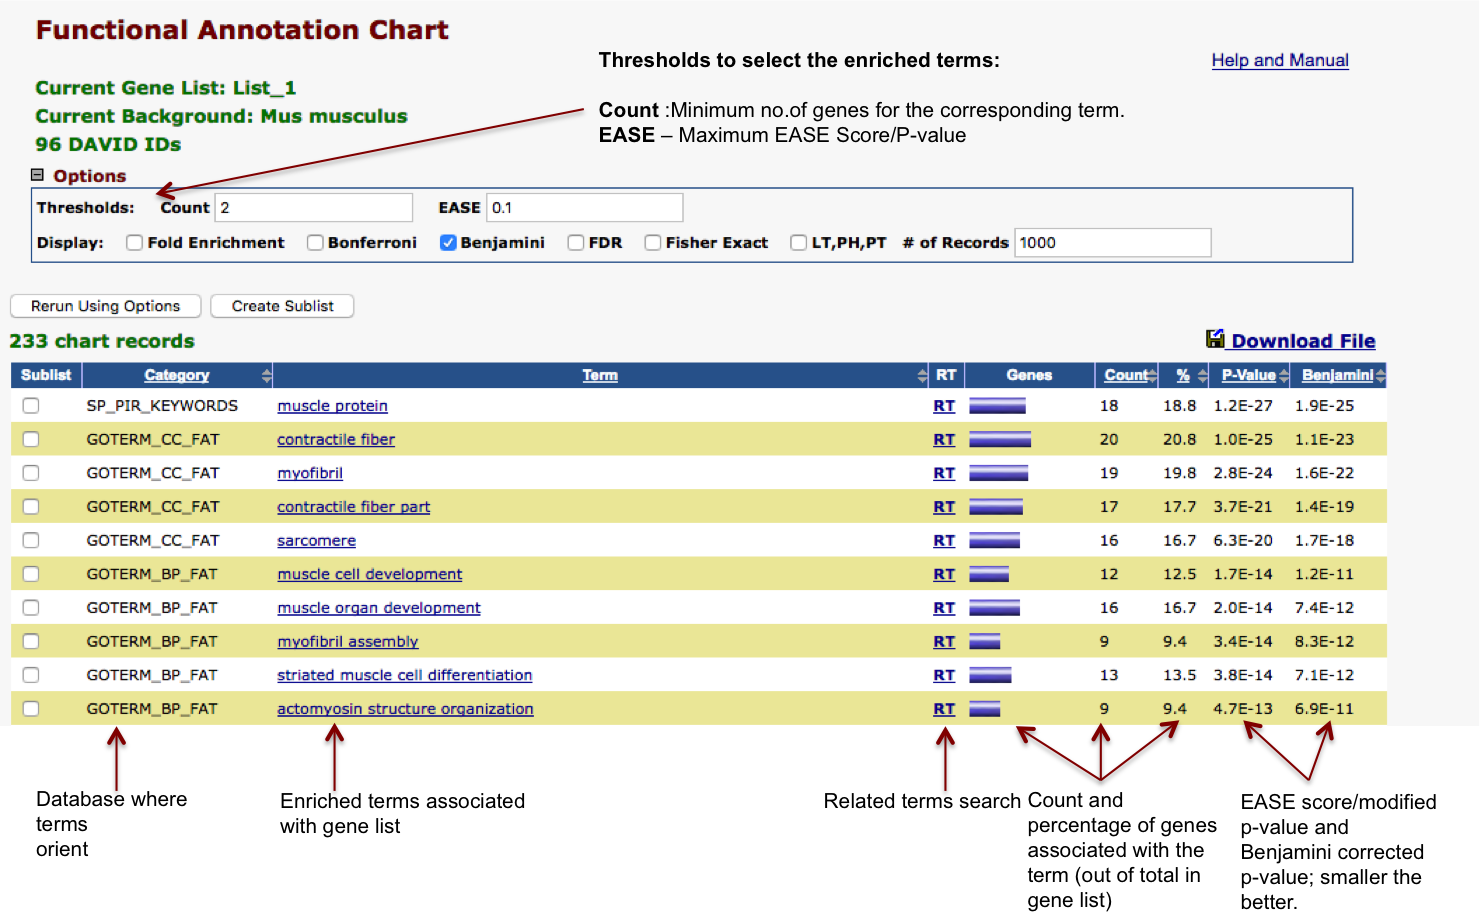 Functional Annotation Chart
Thresholds to select the enriched terms:
Help and Manual
Current Gene List: List_1
Current Background: Mus musculus
96 DAVID IDs
Count :Minimum no.of genes for the corresponding term.
EASE – Maximum EASE Score/P-value
Options
Thresholds: Count 2 EASE 0.1
Display: Fold Enrichment Bonferroni Benjamini FDR Fisher Exact LT,PH,PT # of Records 1000
Rerun Using Options Create Sublist
233 chart records
Download File
Sublist Category Term RT Genes Count % P-Value Benjamini
SP_PIR_KEYWORDS muscle protein RT 18 18.8 1.2E-27 1.9E-25
GOTERM_CC_FAT contractile fiber RT 20 20.8 1.0E-25 1.1E-23
GOTERM_CC_FAT myofibril RT 19 19.8 2.8E-24 1.6E-22
GOTERM_CC_FAT contractile fiber part RT 17 17.7 3.7E-21 1.4E-19
GOTERM_CC_FAT sarcomere RT 16 16.7 6.3E-20 1.7E-18
GOTERM_BP_FAT muscle cell development RT 12 12.5 1.7E-14 1.2E-11
GOTERM_BP_FAT muscle organ development RT 16 16.7 2.0E-14 7.4E-12
GOTERM_BP_FAT myofibril assembly RT 9 9.4 3.4E-14 8.3E-12
GOTERM_BP_FAT striated muscle cell differentiation RT 13 13.5 3.8E-14 7.1E-12
GOTERM_BP_FAT actomyosin structure organization RT 9 9.4 4.7E-13 6.9E-11
Database where
terms
orient
Enriched terms associated
with gene list
Related terms search
Count and
percentage of genes
associated with the
term (out of total in
gene list)
EASE score/modified
p-value and
Benjamini corrected
p-value; smaller the
better.